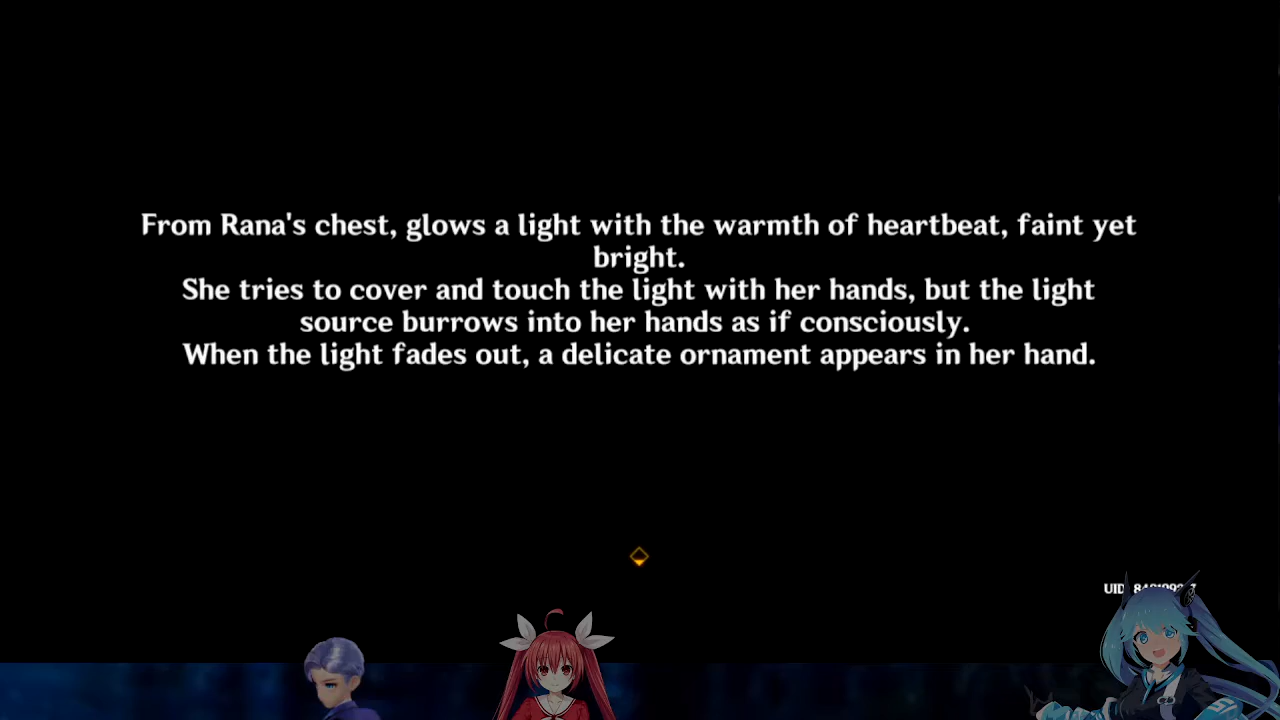 From Rana's chest, glows a light with the warmth of heartbeat, faint yet
bright.
She tries to cover and touch the light with her hands, but the light
source burrows into her hands as if consciously.
When the light fades out, a delicate ornament appears in her hand.
UID: